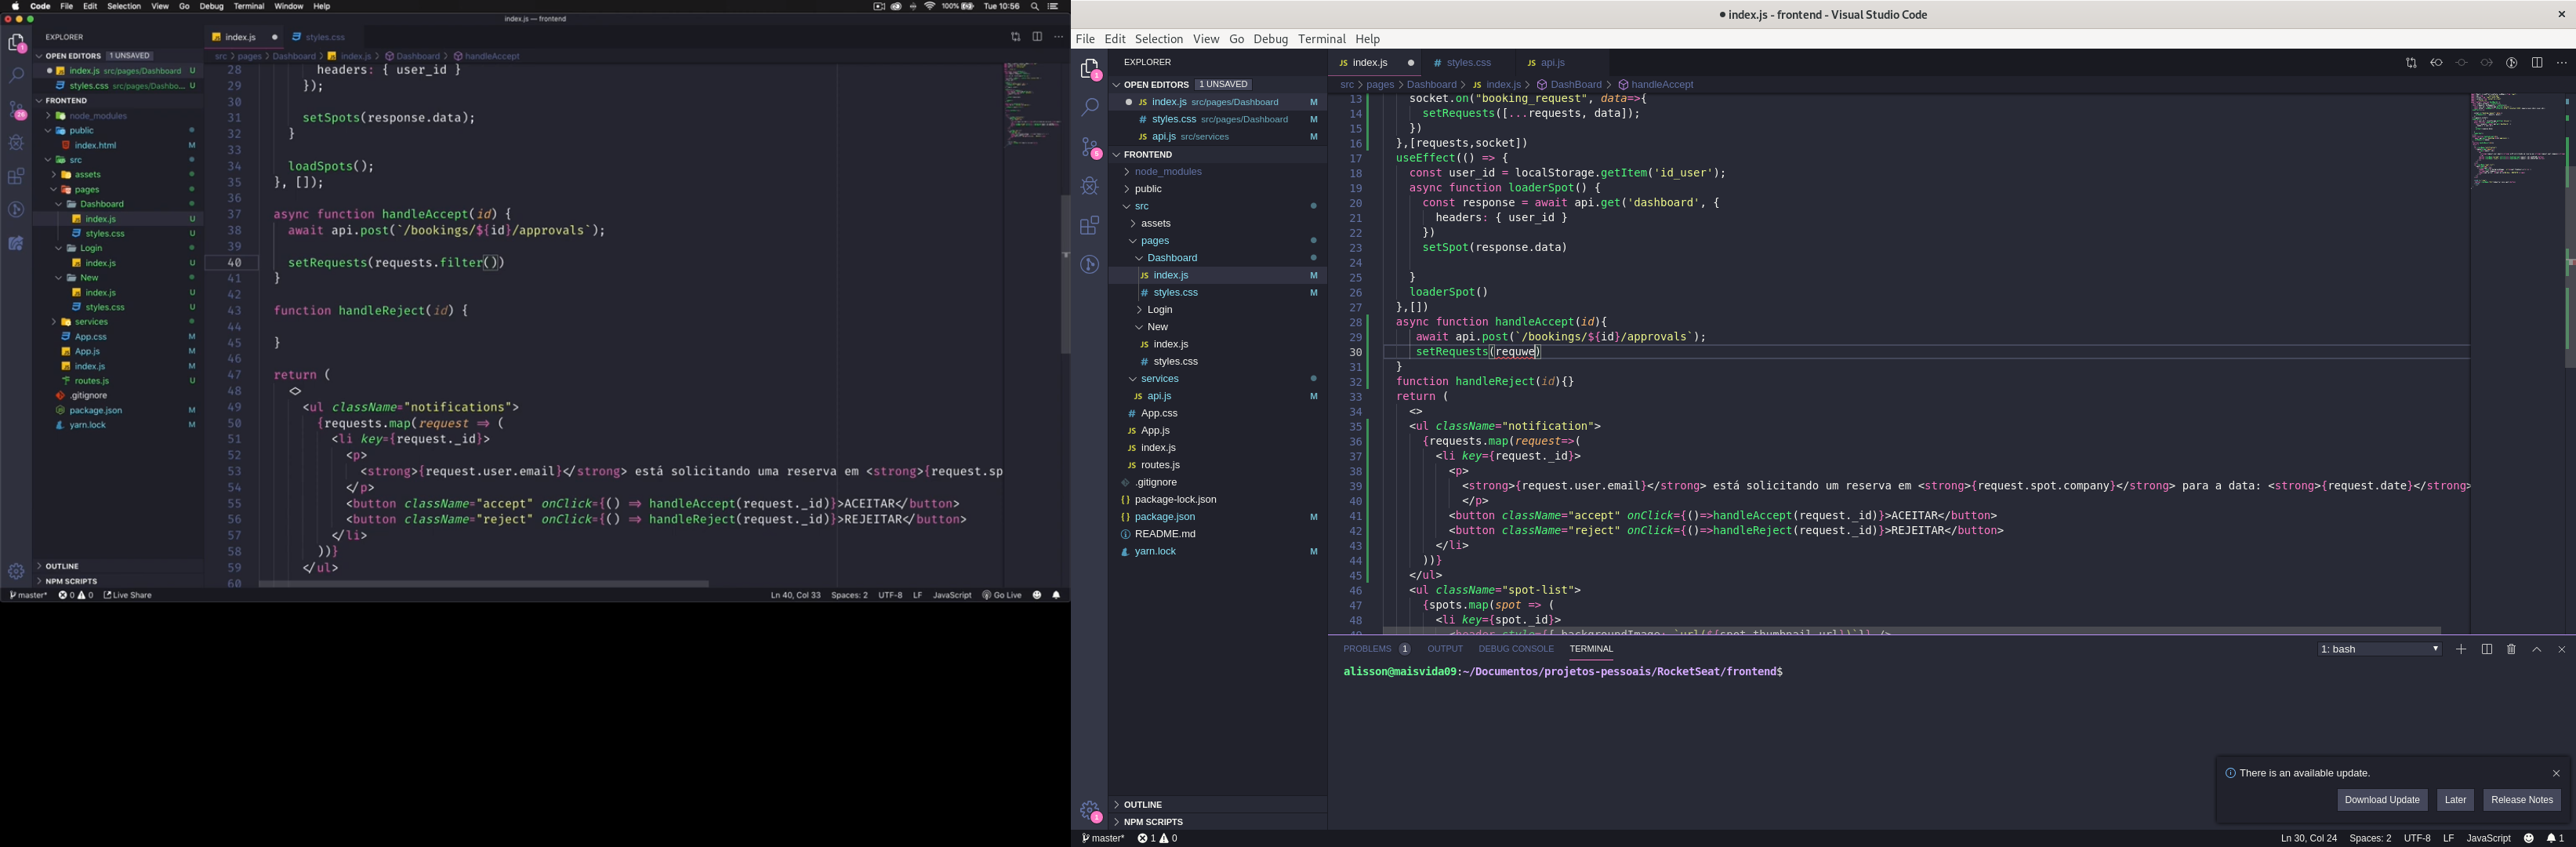 Code File Edit Selection View Go Debug Terminal Window Help 100% Tue 10:56
index.js — frontend
EXPLORER
OPEN EDITORS 1 UNSAVED
index.js src/pages/Dashboard U
styles.css src/pages/Dashbo... U
FRONTEND
node_modules
public
index.html M
src
assets
pages
Dashboard
index.js U
styles.css U
Login
index.js U
New
index.js U
styles.css U
services
App.css M
App.js M
index.js M
routes.js U
.gitignore
package.json M
yarn.lock M
OUTLINE
NPM SCRIPTS
index.js styles.css
src > pages > Dashboard > index.js > Dashboard > handleAccept
28 headers: { user_id }
29 });
30
31 setSpots(response.data);
32 }
33
34 loadSpots();
35 }, []);
36
37 async function handleAccept(id) {
38 await api.post(`/bookings/${id}/approvals`);
39
40 setRequests(requests.filter())
41 }
42
43 function handleReject(id) {
44
45 }
46
47 return (
48 <>
49 <ul className="notifications">
50 {requests.map(request => (
51 <li key={request._id}>
52 <p>
53 <strong>{request.user.email}</strong> está solicitando uma reserva em <strong>{request.sp
54 </p>
55 <button className="accept" onClick={() => handleAccept(request._id)}>ACEITAR</button>
56 <button className="reject" onClick={() => handleReject(request._id)}>REJEITAR</button>
57 </li>
58 ))}
59 </ul>
60
master* 0 0 Live Share Ln 40, Col 33 Spaces: 2 UTF-8 LF JavaScript Go Live
● index.js - frontend - Visual Studio Code
File Edit Selection View Go Debug Terminal Help
EXPLORER
OPEN EDITORS 1 UNSAVED
index.js src/pages/Dashboard M
styles.css src/pages/Dashboard M
api.js src/services M
FRONTEND
node_modules
public
src
assets
pages
Dashboard
index.js M
styles.css M
Login
New
index.js
styles.css
services
api.js M
App.css
App.js
index.js
routes.js
.gitignore
package-lock.json
package.json M
README.md
yarn.lock M
OUTLINE
NPM SCRIPTS
index.js styles.css api.js
src > pages > Dashboard > index.js > DashBoard > handleAccept
13 socket.on("booking_request", data=>{
14 setRequests([...requests, data]);
15 })
16 },[requests,socket])
17 useEffect(() => {
18 const user_id = localStorage.getItem('id_user');
19 async function loaderSpot() {
20 const response = await api.get('dashboard', {
21 headers: { user_id }
22 })
23 setSpot(response.data)
24
25 }
26 loaderSpot()
27 },[])
28 async function handleAccept(id){
29 await api.post(`/bookings/${id}/approvals`);
30 setRequests(requwe)
31 }
32 function handleReject(id){}
33 return (
34 <>
35 <ul className="notification">
36 {requests.map(request=>(
37 <li key={request._id}>
38 <p>
39 <strong>{request.user.email}</strong> está solicitando um reserva em <strong>{request.spot.company}</strong> para a data: <strong>{request.date}</strong>
40 </p>
41 <button className="accept" onClick={()=>handleAccept(request._id)}>ACEITAR</button>
42 <button className="reject" onClick={()=>handleReject(request._id)}>REJEITAR</button>
43 </li>
44 ))}
45 </ul>
46 <ul className="spot-list">
47 {spots.map(spot => (
48 <li key={spot._id}>
49 <header style={{ backgroundImage: `url(${spot.thumbnail_url})`}} />
PROBLEMS 1 OUTPUT DEBUG CONSOLE TERMINAL 1: bash
alisson@maisvida09:~/Documentos/projetos-pessoais/RocketSeat/frontend$
There is an available update.
Download Update Later Release Notes
master* 1 0 Ln 30, Col 24 Spaces: 2 UTF-8 LF JavaScript 1